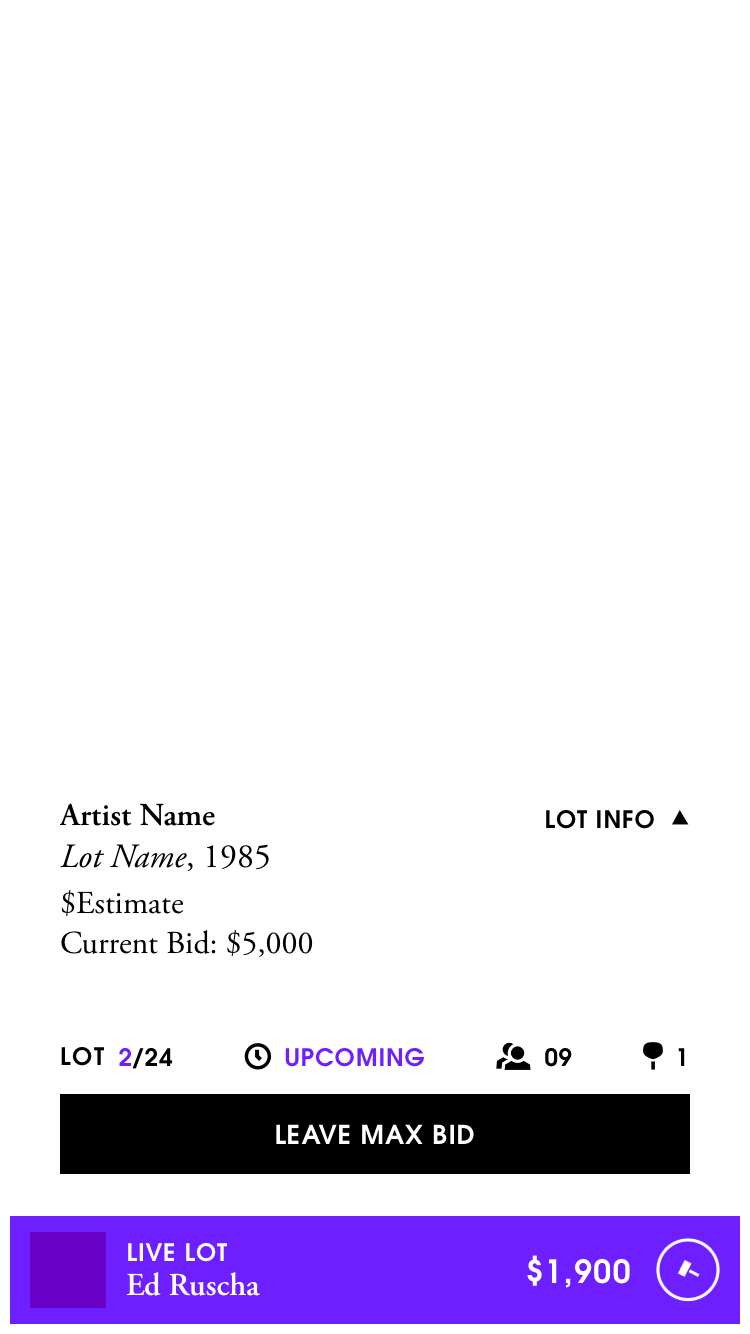 Artist Name
LOT INFO
Lot Name, 1985
$Estimate
Current Bid: $5,000
LOT 2/24
UPCOMING
09
1
LEAVE MAX BID
LIVE LOT
Ed Ruscha
$1,900